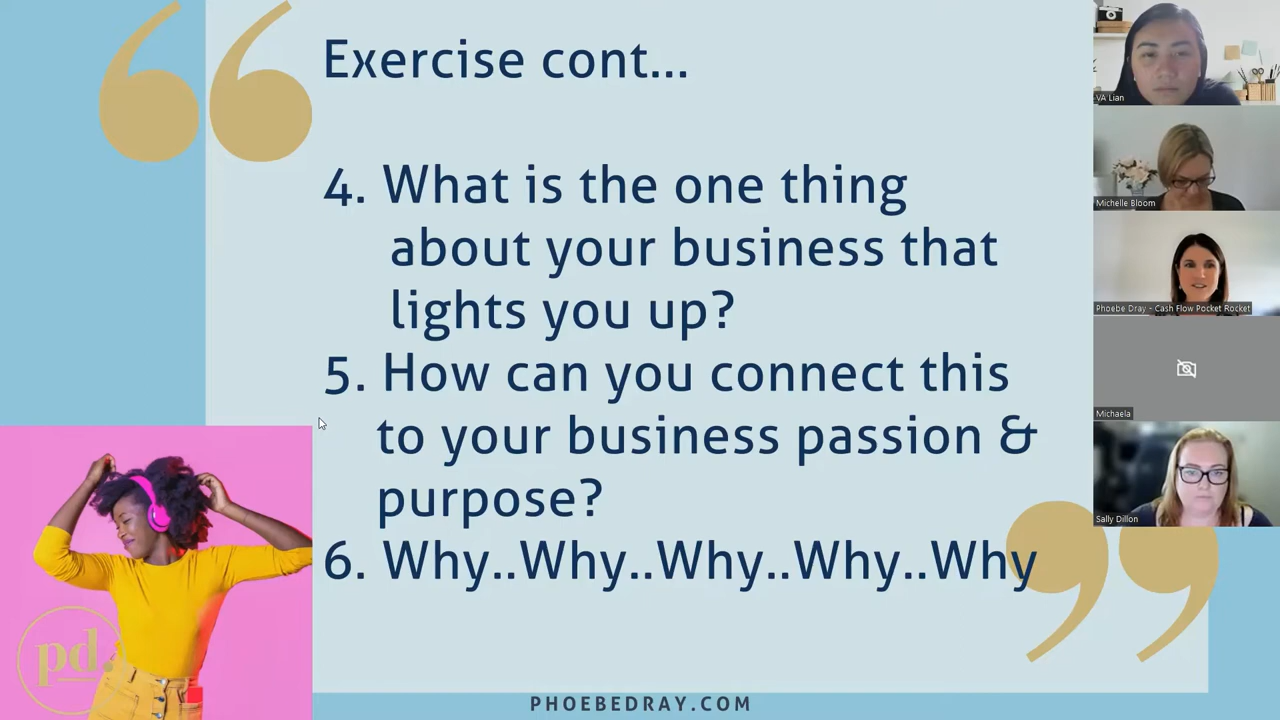 Exercise cont...
4. What is the one thing
about your business that
lights you up?
5. How can you connect this
to your business passion &
purpose?
6. Why..Why..Why..Why..Why
pd.
PHOEBEDRAY.COM
VA Lian
Michelle Bloom
Phoebe Dray - Cash Flow Pocket Rocket
Michaela
Sally Dillon